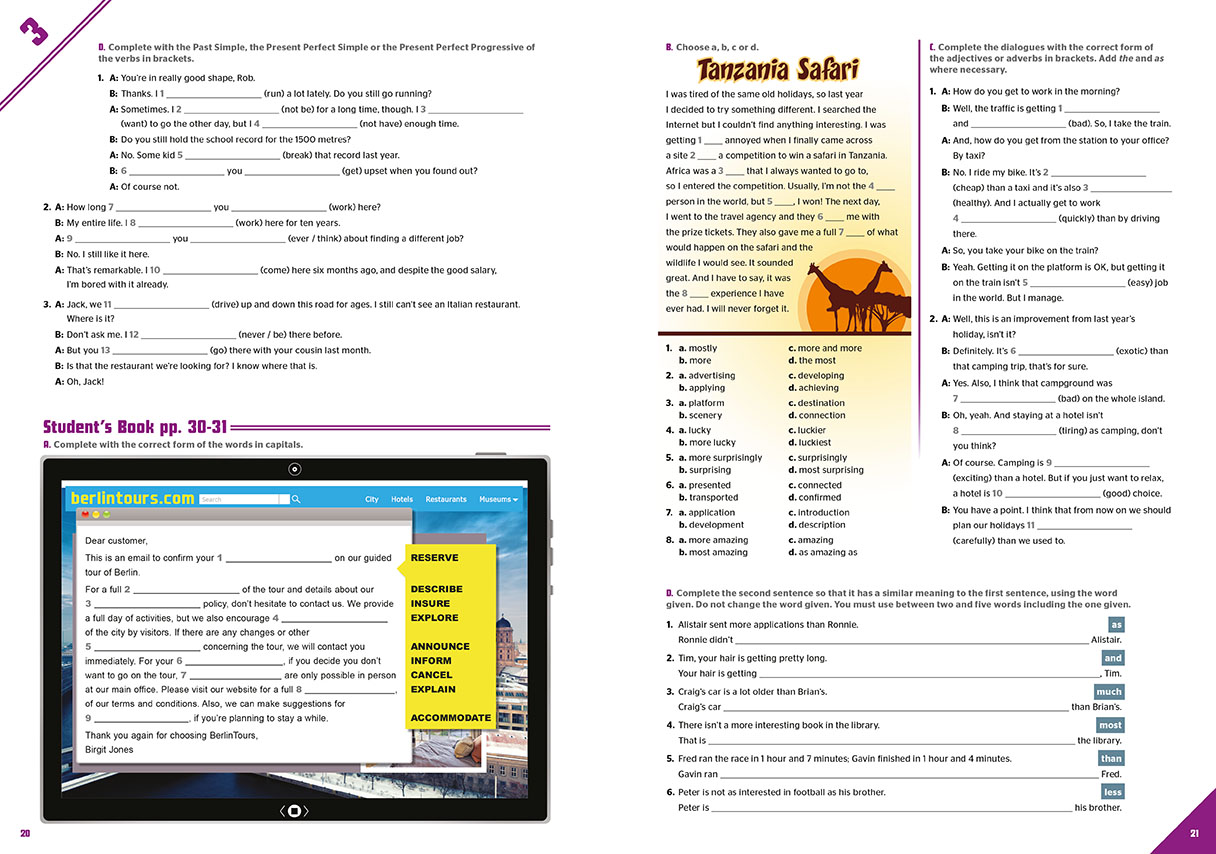 3
D. Complete with the Past Simple, the Present Perfect Simple or the Present Perfect Progressive of
the verbs in brackets.
1. A: You're in really good shape, Rob.
B: Thanks. I 1 ____________________ (run) a lot lately. Do you still go running?
A: Sometimes. I 2 ____________________ (not be) for a long time, though. I 3 ____________________
(want) to go the other day, but I 4 ____________________ (not have) enough time.
B: Do you still hold the school record for the 1500 metres?
A: No. Some kid 5 ____________________ (break) that record last year.
B: 6 ____________________ you ____________________ (get) upset when you found out?
A: Of course not.
2. A: How long 7 ____________________ you ____________________ (work) here?
B: My entire life. I 8 ____________________ (work) here for ten years.
A: 9 ____________________ you ____________________ (ever / think) about finding a different job?
B: No. I still like it here.
A: That's remarkable. I 10 ____________________ (come) here six months ago, and despite the good salary,
I'm bored with it already.
3. A: Jack, we 11 ____________________ (drive) up and down this road for ages. I still can't see an Italian restaurant.
Where is it?
B: Don't ask me. I 12 ____________________ (never / be) there before.
A: But you 13 ____________________ (go) there with your cousin last month.
B: Is that the restaurant we're looking for? I know where that is.
A: Oh, Jack!
Student's Book pp. 30-31
A. Complete with the correct form of the words in capitals.
berlintours.com Search City Hotels Restaurants Museums
Dear customer,
This is an email to confirm your 1 ____________________ on our guided RESERVE
tour of Berlin.
For a full 2 ____________________ of the tour and details about our DESCRIBE
3 ____________________ policy, don't hesitate to contact us. We provide INSURE
a full day of activities, but we also encourage 4 ____________________ EXPLORE
of the city by visitors. If there are any changes or other
5 ____________________ concerning the tour, we will contact you ANNOUNCE
immediately. For your 6 ____________________, if you decide you don't INFORM
want to go on the tour, 7 ____________________ are only possible in person CANCEL
at our main office. Please visit our website for a full 8 ____________________, EXPLAIN
of our terms and conditions. Also, we can make suggestions for
9 ____________________, if you're planning to stay a while. ACCOMMODATE
Thank you again for choosing BerlinTours,
Birgit Jones
20
B. Choose a, b, c or d.
Tanzania Safari
I was tired of the same old holidays, so last year
I decided to try something different. I searched the
Internet but I couldn't find anything interesting. I was
getting 1 ____ annoyed when I finally came across
a site 2 ____ a competition to win a safari in Tanzania.
Africa was a 3 ____ that I always wanted to go to,
so I entered the competition. Usually, I'm not the 4 ____
person in the world, but 5 ____, I won! The next day,
I went to the travel agency and they 6 ____ me with
the prize tickets. They also gave me a full 7 ____ of what
would happen on the safari and the
wildlife I would see. It sounded
great. And I have to say, it was
the 8 ____ experience I have
ever had. I will never forget it.
1. a. mostly c. more and more
b. more d. the most
2. a. advertising c. developing
b. applying d. achieving
3. a. platform c. destination
b. scenery d. connection
4. a. lucky c. luckier
b. more lucky d. luckiest
5. a. more surprisingly c. surprisingly
b. surprising d. most surprising
6. a. presented c. connected
b. transported d. confirmed
7. a. application c. introduction
b. development d. description
8. a. more amazing c. amazing
b. most amazing d. as amazing as
C. Complete the dialogues with the correct form of
the adjectives or adverbs in brackets. Add the and as
where necessary.
1. A: How do you get to work in the morning?
B: Well, the traffic is getting 1 ____________________
and ____________________ (bad). So, I take the train.
A: And, how do you get from the station to your office?
By taxi?
B: No. I ride my bike. It's 2 ____________________
(cheap) than a taxi and it's also 3 ____________________
(healthy). And I actually get to work
4 ____________________ (quickly) than by driving
there.
A: So, you take your bike on the train?
B: Yeah. Getting it on the platform is OK, but getting it
on the train isn't 5 ____________________ (easy) job
in the world. But I manage.
2. A: Well, this is an improvement from last year's
holiday, isn't it?
B: Definitely. It's 6 ____________________ (exotic) than
that camping trip, that's for sure.
A: Yes. Also, I think that campground was
7 ____________________ (bad) on the whole island.
B: Oh, yeah. And staying at a hotel isn't
8 ____________________ (tiring) as camping, don't
you think?
A: Of course. Camping is 9 ____________________
(exciting) than a hotel. But if you just want to relax,
a hotel is 10 ____________________ (good) choice.
B: You have a point. I think that from now on we should
plan our holidays 11 ____________________
(carefully) than we used to.
D. Complete the second sentence so that it has a similar meaning to the first sentence, using the word
given. Do not change the word given. You must use between two and five words including the one given.
1. Alistair sent more applications than Ronnie. as
Ronnie didn't ____________________ Alistair.
2. Tim, your hair is getting pretty long. and
Your hair is getting ____________________, Tim.
3. Craig's car is a lot older than Brian's. much
Craig's car ____________________ than Brian's.
4. There isn't a more interesting book in the library. most
That is ____________________ the library.
5. Fred ran the race in 1 hour and 7 minutes; Gavin finished in 1 hour and 4 minutes. than
Gavin ran ____________________ Fred.
6. Peter is not as interested in football as his brother. less
Peter is ____________________ his brother.
21